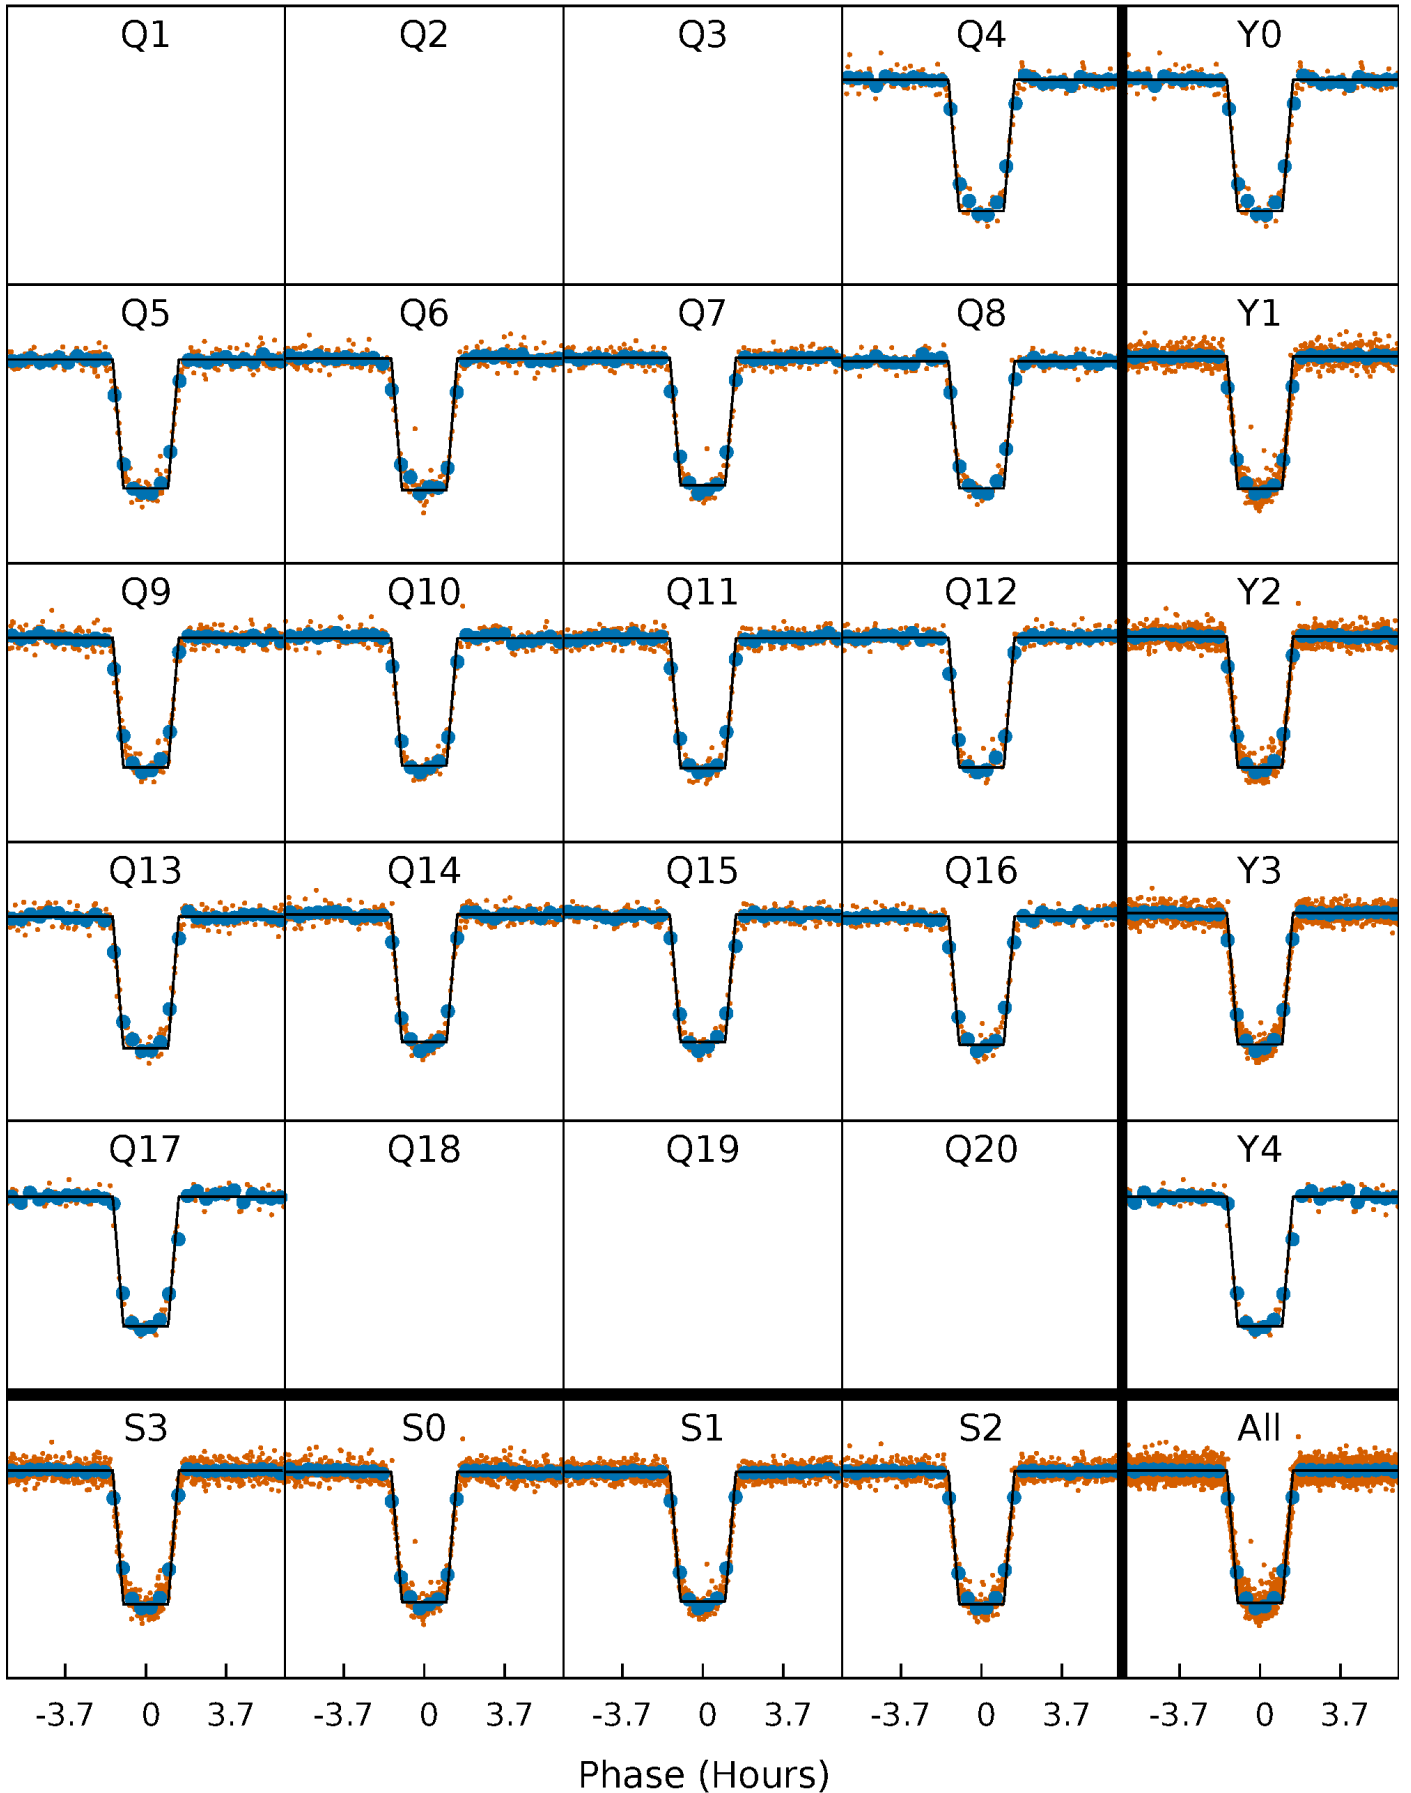 Q1 Q2 Q3 Q4 Y0
Q5 Q6 Q7 Q8 Y1
Q9 Q10 Q11 Q12 Y2
Q13 Q14 Q15 Q16 Y3
Q17 Q18 Q19 Q20 Y4
S3 S0 S1 S2 All
-3.7 0 3.7 -3.7 0 3.7 -3.7 0 3.7 -3.7 0 3.7 -3.7 0 3.7
Phase (Hours)